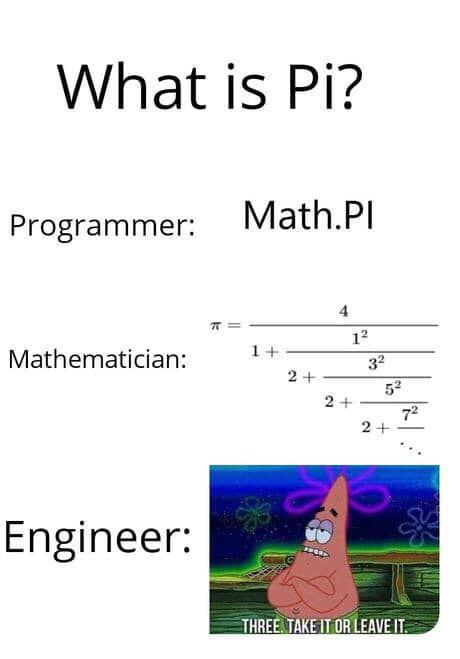 What is Pi?
Programmer: Math.PI
Mathematician: π = 4/(1 + 1²/(2 + 3²/(2 + 5²/(2 + 7²/⋱))))
Engineer:
THREE. TAKE IT OR LEAVE IT.